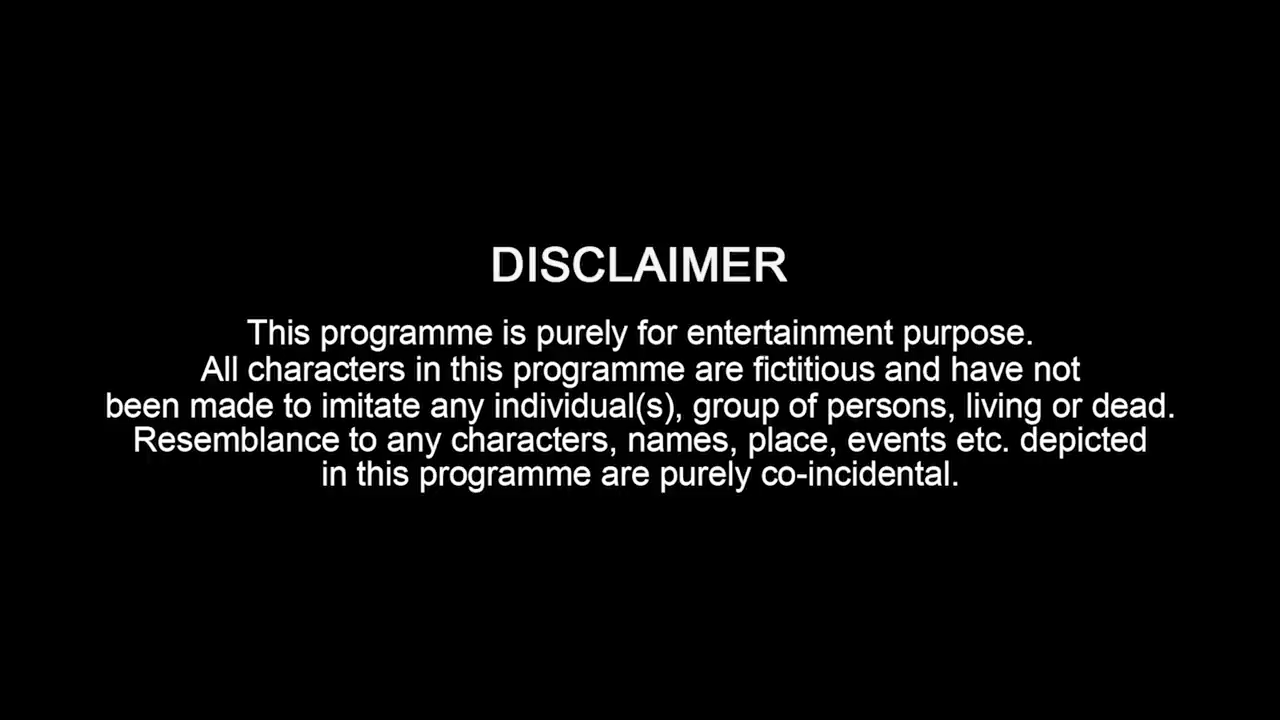 DISCLAIMER
This programme is purely for entertainment purpose.
All characters in this programme are fictitious and have not
been made to imitate any individual(s), group of persons, living or dead.
Resemblance to any characters, names, place, events etc. depicted
in this programme are purely co-incidental.